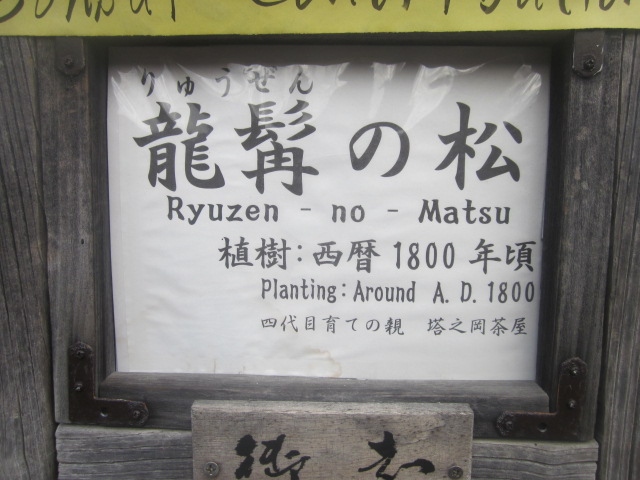 りゅうぜん
龍髯の松
Ryuzen - no - Matsu
植樹:西暦 1800 年頃
Planting: Around A. D. 1800
四代目育ての親 塔之岡茶屋